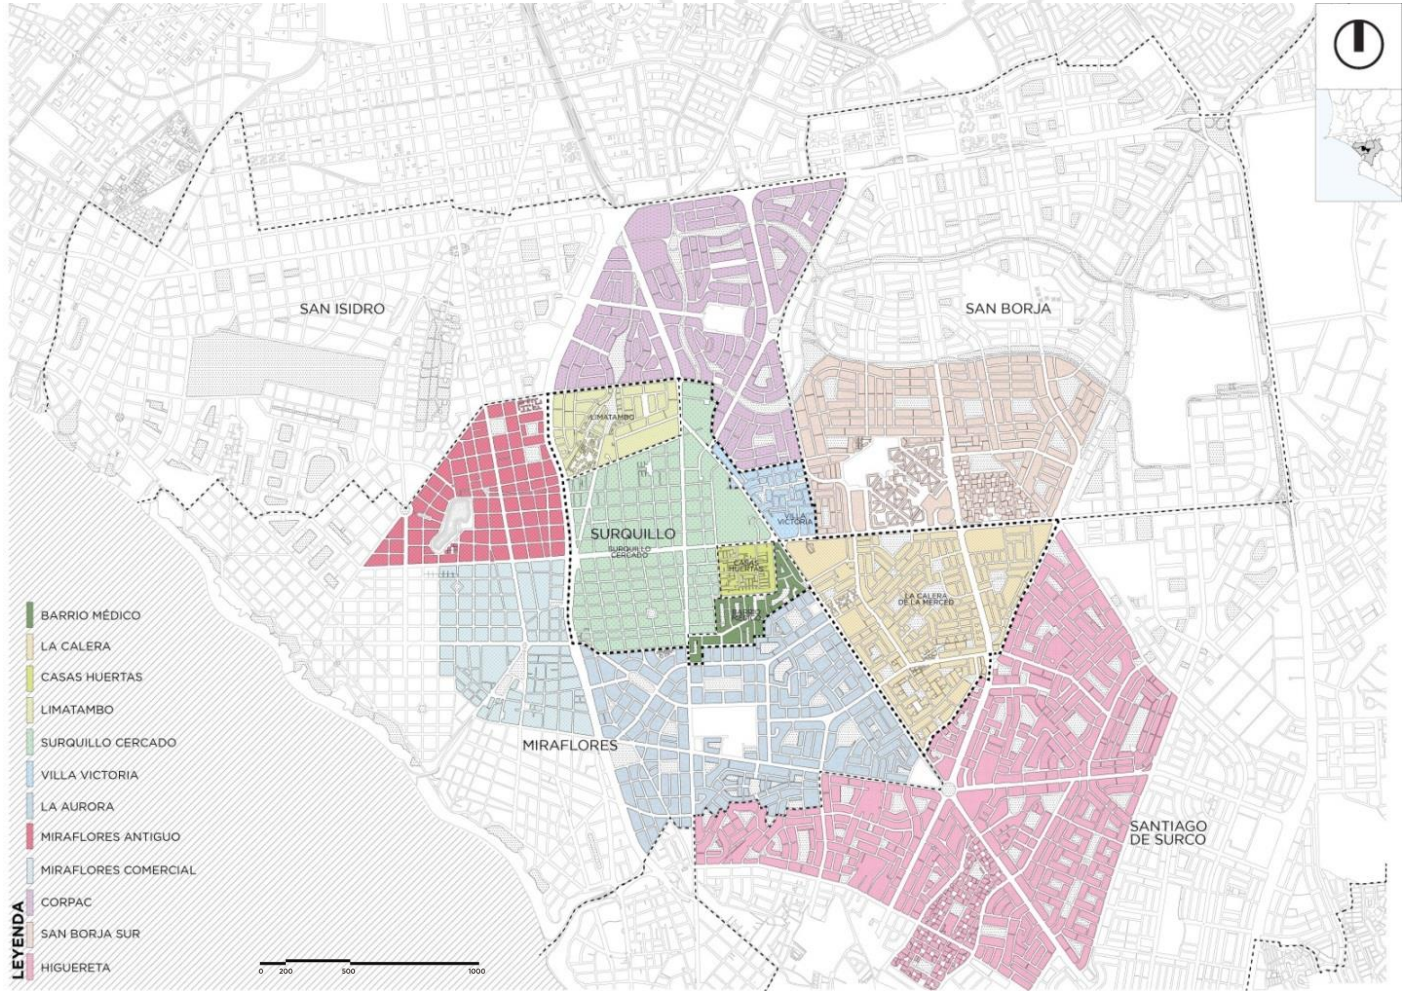 SAN ISIDRO
SAN BORJA
LIMATAMBO
SURQUILLO
SURQUILLO
CERCADO
VILLA
VICTORIA
CASAS
HUERTAS
LA CALERA
DE LA MERCED
MIRAFLORES
SANTIAGO
DE SURCO
LEYENDA
BARRIO MÉDICO
LA CALERA
CASAS HUERTAS
LIMATAMBO
SURQUILLO CERCADO
VILLA VICTORIA
LA AURORA
MIRAFLORES ANTIGUO
MIRAFLORES COMERCIAL
CORPAC
SAN BORJA SUR
HIGUERETA
0 200 500 1000